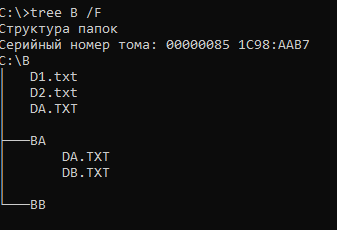 C:\>tree B /F
Структура папок
Серийный номер тома: 00000085 1C98:AAB7
C:\B
│   D1.txt
│   D2.txt
│   DA.TXT
│
├───BA
│       DA.TXT
│       DB.TXT
│
└───BB